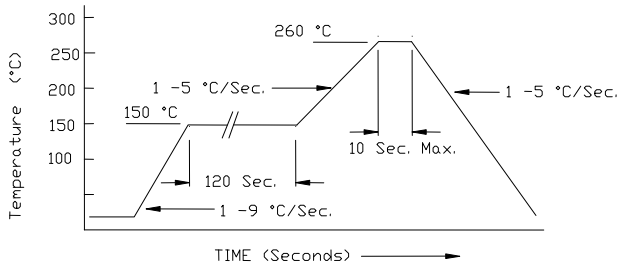 Temperature (°C)
300
250
200
150
100
260 °C
1 -5 °C/Sec.
1 -5 °C/Sec.
150 °C
10 Sec. Max.
120 Sec.
1 -9 °C/Sec.
TIME (Seconds)